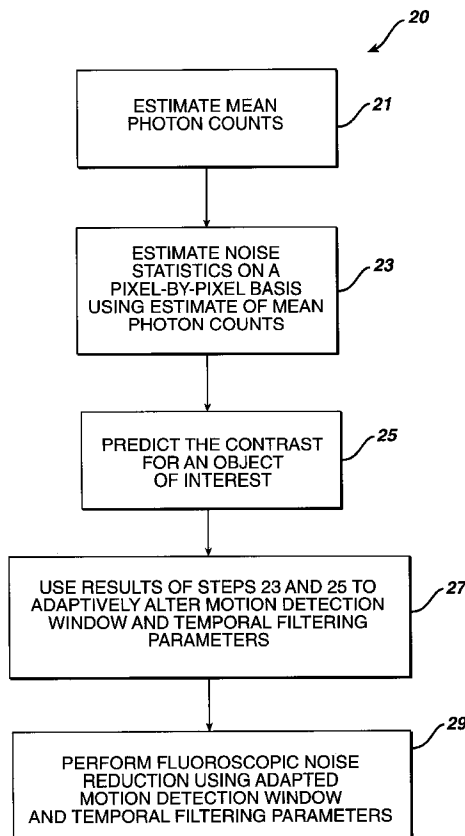 20
ESTIMATE MEAN
PHOTON COUNTS
21
ESTIMATE NOISE
STATISTICS ON A
PIXEL-BY-PIXEL BASIS
USING ESTIMATE OF MEAN
PHOTON COUNTS
23
PREDICT THE CONTRAST
FOR AN OBJECT
OF INTEREST
25
USE RESULTS OF STEPS 23 AND 25 TO
ADAPTIVELY ALTER MOTION DETECTION
WINDOW AND TEMPORAL FILTERING
PARAMETERS
27
PERFORM FLUOROSCOPIC NOISE
REDUCTION USING ADAPTED
MOTION DETECTION WINDOW
AND TEMPORAL FILTERING PARAMETERS
29